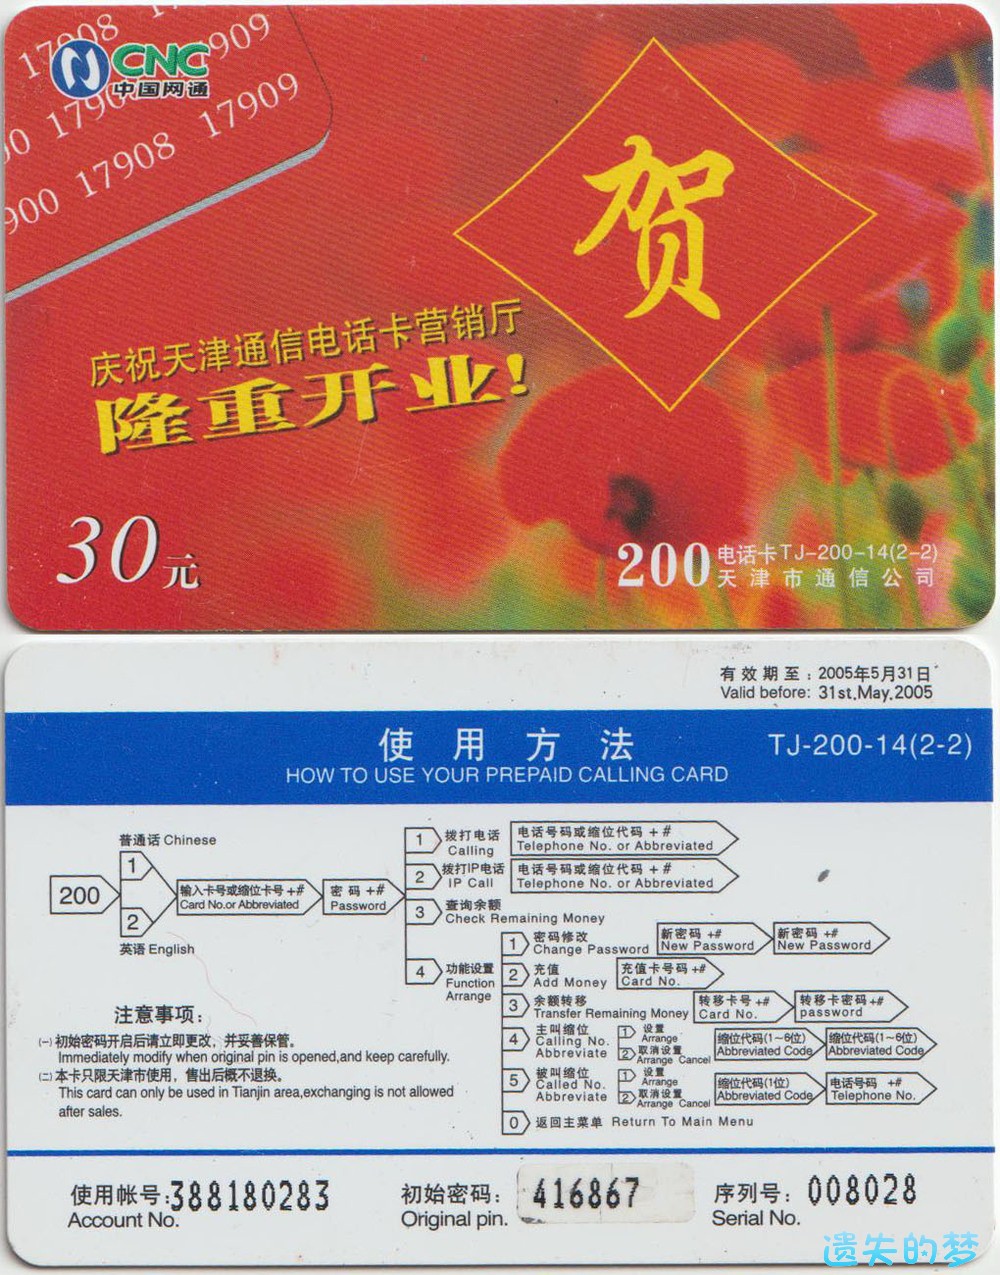 17908 1
909
CNC
中国网通
1790
17909
00 17908
900 17908 17909
贺
庆祝天津通信电话卡营销厅
隆重开业!
30元
200 电话卡TJ-200-14(2-2)
天津市通信公司
有效期至：2005年5月31日
Valid before: 31st,May.2005
使用方法
TJ-200-14(2-2)
HOW TO USE YOUR PREPAID CALLING CARD
200
普通话 Chinese
1
2
英语 English
输入卡号或缩位卡号 +#
Card No.or Abbreviated
密码 +#
Password
1 拨打电话
Calling
电话号码或缩位代码 + #
Telephone No. or Abbreviated
2 拨打IP电话
IP Call
电话号码或缩位代码 + #
Telephone No. or Abbreviated
3 查询余额
Check Remaining Money
4 功能设置
Function
Arrange
1 密码修改
Change Password
新密码 +#
New Password
新密码 +#
New Password
2 充值
Add Money
充值卡号码 +#
Card No.
3 余额转移
Transfer Remaining Money
转移卡号 +#
Card No.
转移卡密码 +#
password
4 主叫缩位
Calling No.
Abbreviate
1 设置
Arrange
2 取消设置
Arrange Cancel
缩位代码(1~6位)
Abbreviated Code
缩位代码(1~6位)
Abbreviated Code
5 被叫缩位
Called No.
Abbreviate
1 设置
Arrange
2 取消设置
Arrange Cancel
缩位代码(1位)
Abbreviated Code
电话号码 +#
Telephone No.
0 返回主菜单 Return To Main Menu
注意事项：
㈠初始密码开启后请立即更改，并妥善保管。
Immediately modify when original pin is opened,and keep carefully.
㈡本卡只限天津市使用，售出后概不退换。
This card can only be used in Tianjin area,exchanging is not allowed
after sales.
使用帐号:388180283
Account No.
初始密码：416867
Original pin.
序列号：008028
Serial No.
遗失的梦